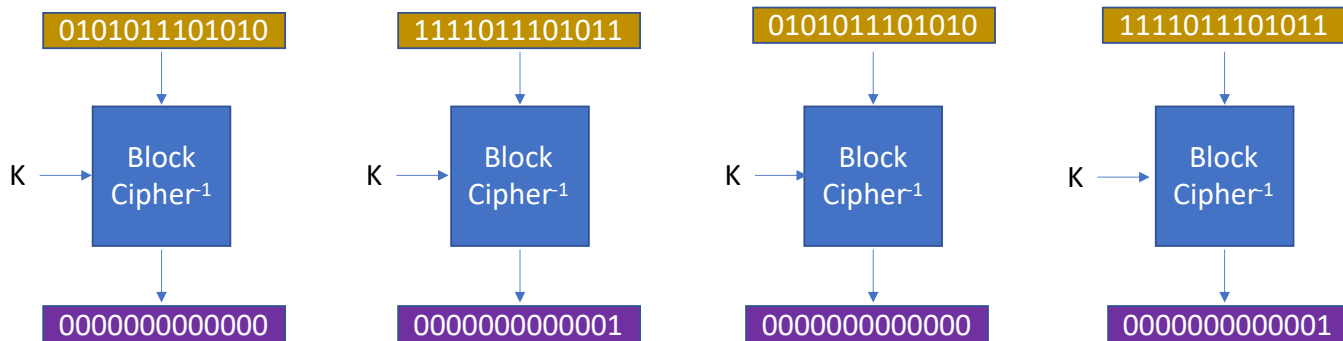 0101011101010 1111011101011 0101011101010 1111011101011
K Block Cipher⁻¹ K Block Cipher⁻¹ K Block Cipher⁻¹ K Block Cipher⁻¹
0000000000000 0000000000001 0000000000000 0000000000001